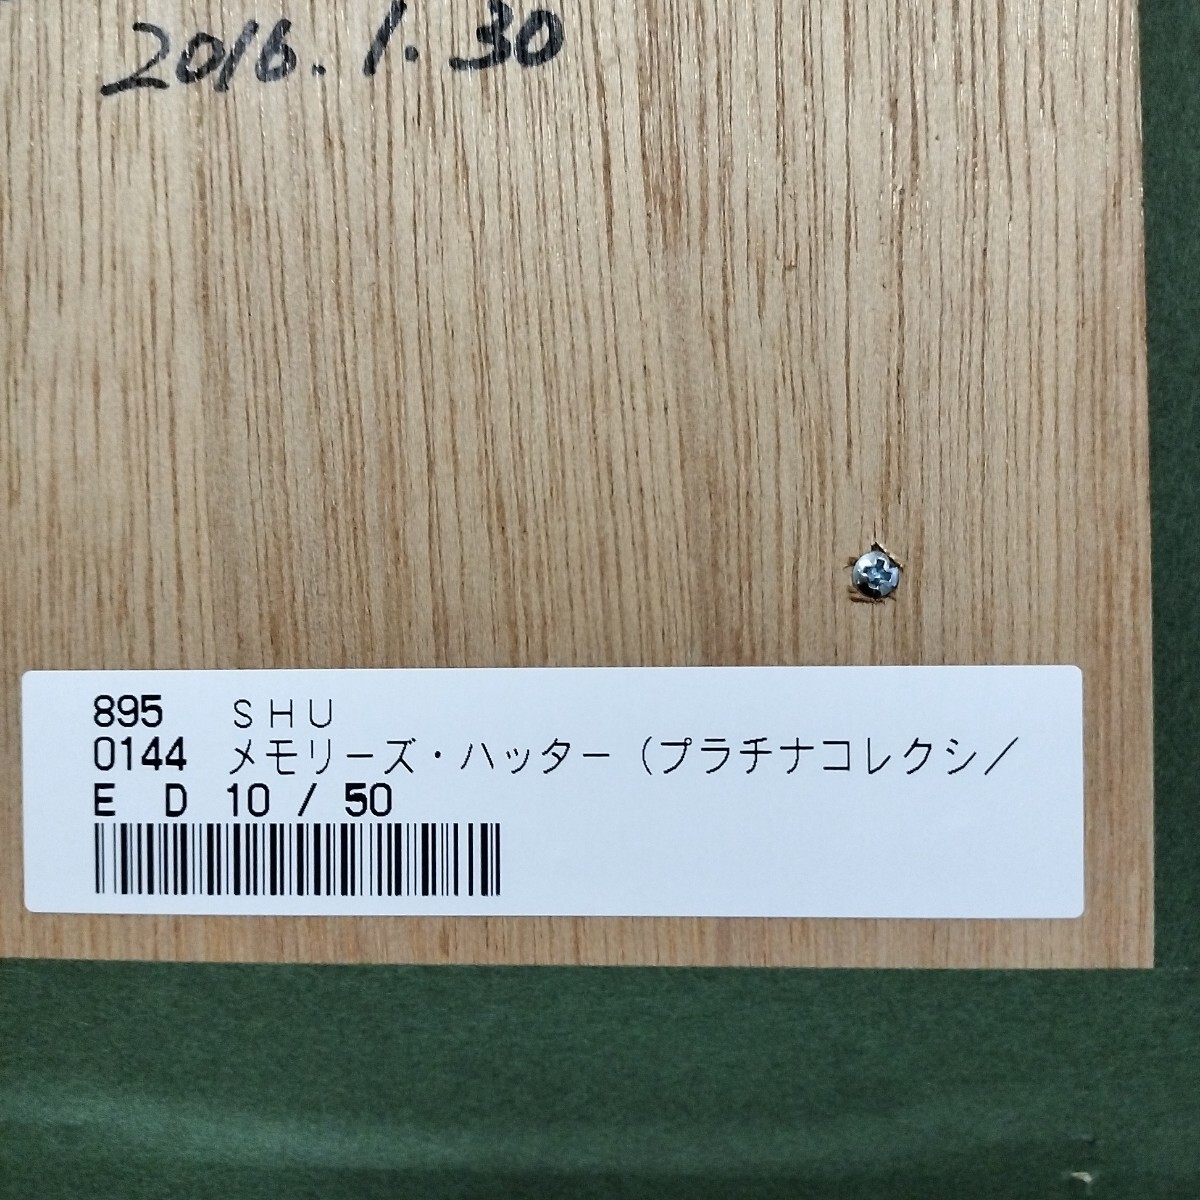 2016.1.30
895 SHU
0144 メモリーズ・ハッター（プラチナコレクシ／
E D 10 / 50